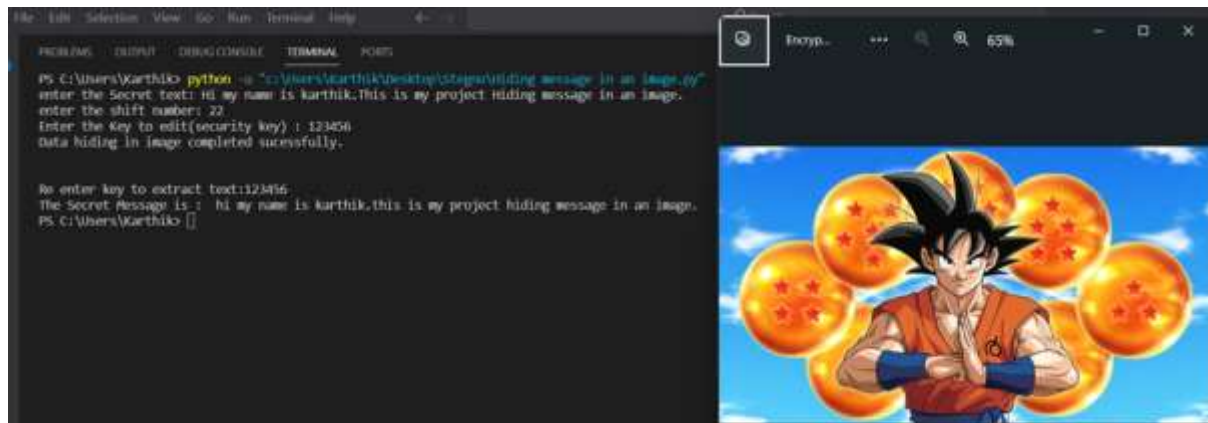 File Edit Selection View Go Run Terminal Help
PROBLEMS OUTPUT DEBUG CONSOLE TERMINAL PORTS
PS C:\Users\Karthik> python -u "c:\Users\Karthik\Desktop\Stegno\Hiding message in an image.py"
enter the Secret text: Hi my name is karthik.This is my project Hiding message in an image.
enter the shift number: 22
Enter the Key to edit(security key) : 123456
Data hiding in image completed sucessfully.
Re enter key to extract text:123456
The Secret Message is : hi my name is karthik.this is my project hiding message in an image.
PS C:\Users\Karthik>
Encryp... ••• 65%